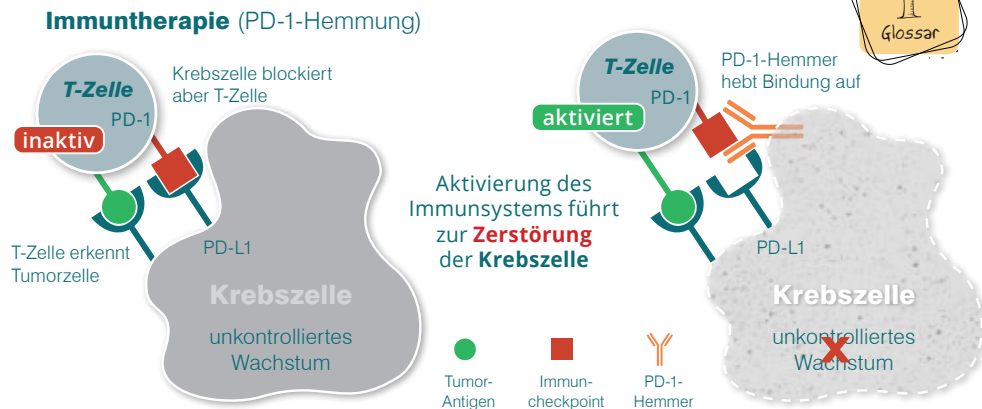 Immuntherapie (PD-1-Hemmung)
Glossar
T-Zelle
PD-1
inaktiv
Krebszelle blockiert
aber T-Zelle
T-Zelle erkennt
Tumorzelle
PD-L1
Krebszelle
unkontrolliertes
Wachstum
Aktivierung des
Immunsystems führt
zur Zerstörung
der Krebszelle
T-Zelle
PD-1
aktiviert
PD-1-Hemmer
hebt Bindung auf
PD-L1
Krebszelle
unkontrolliertes
Wachstum
Tumor-
Antigen
Immun-
checkpoint
PD-1-
Hemmer